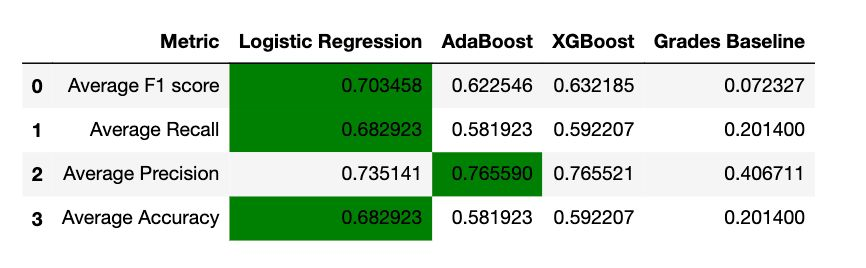 Metric Logistic Regression AdaBoost XGBoost Grades Baseline
0 Average F1 score 0.703458 0.622546 0.632185 0.072327
1 Average Recall 0.682923 0.581923 0.592207 0.201400
2 Average Precision 0.735141 0.765590 0.765521 0.406711
3 Average Accuracy 0.682923 0.581923 0.592207 0.201400